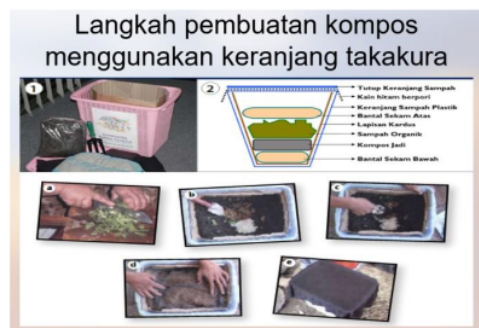 Langkah pembuatan kompos
menggunakan keranjang takakura
1
2
Tutup Keranjang Sampah
Kain hitam berpori
Keranjang Sampah Plastik
Bantal Sekam Atas
Lapisan Kardus
Sampah Organik
Kompos Jadi
Bantal Sekam Bawah
a
b
c
d
e